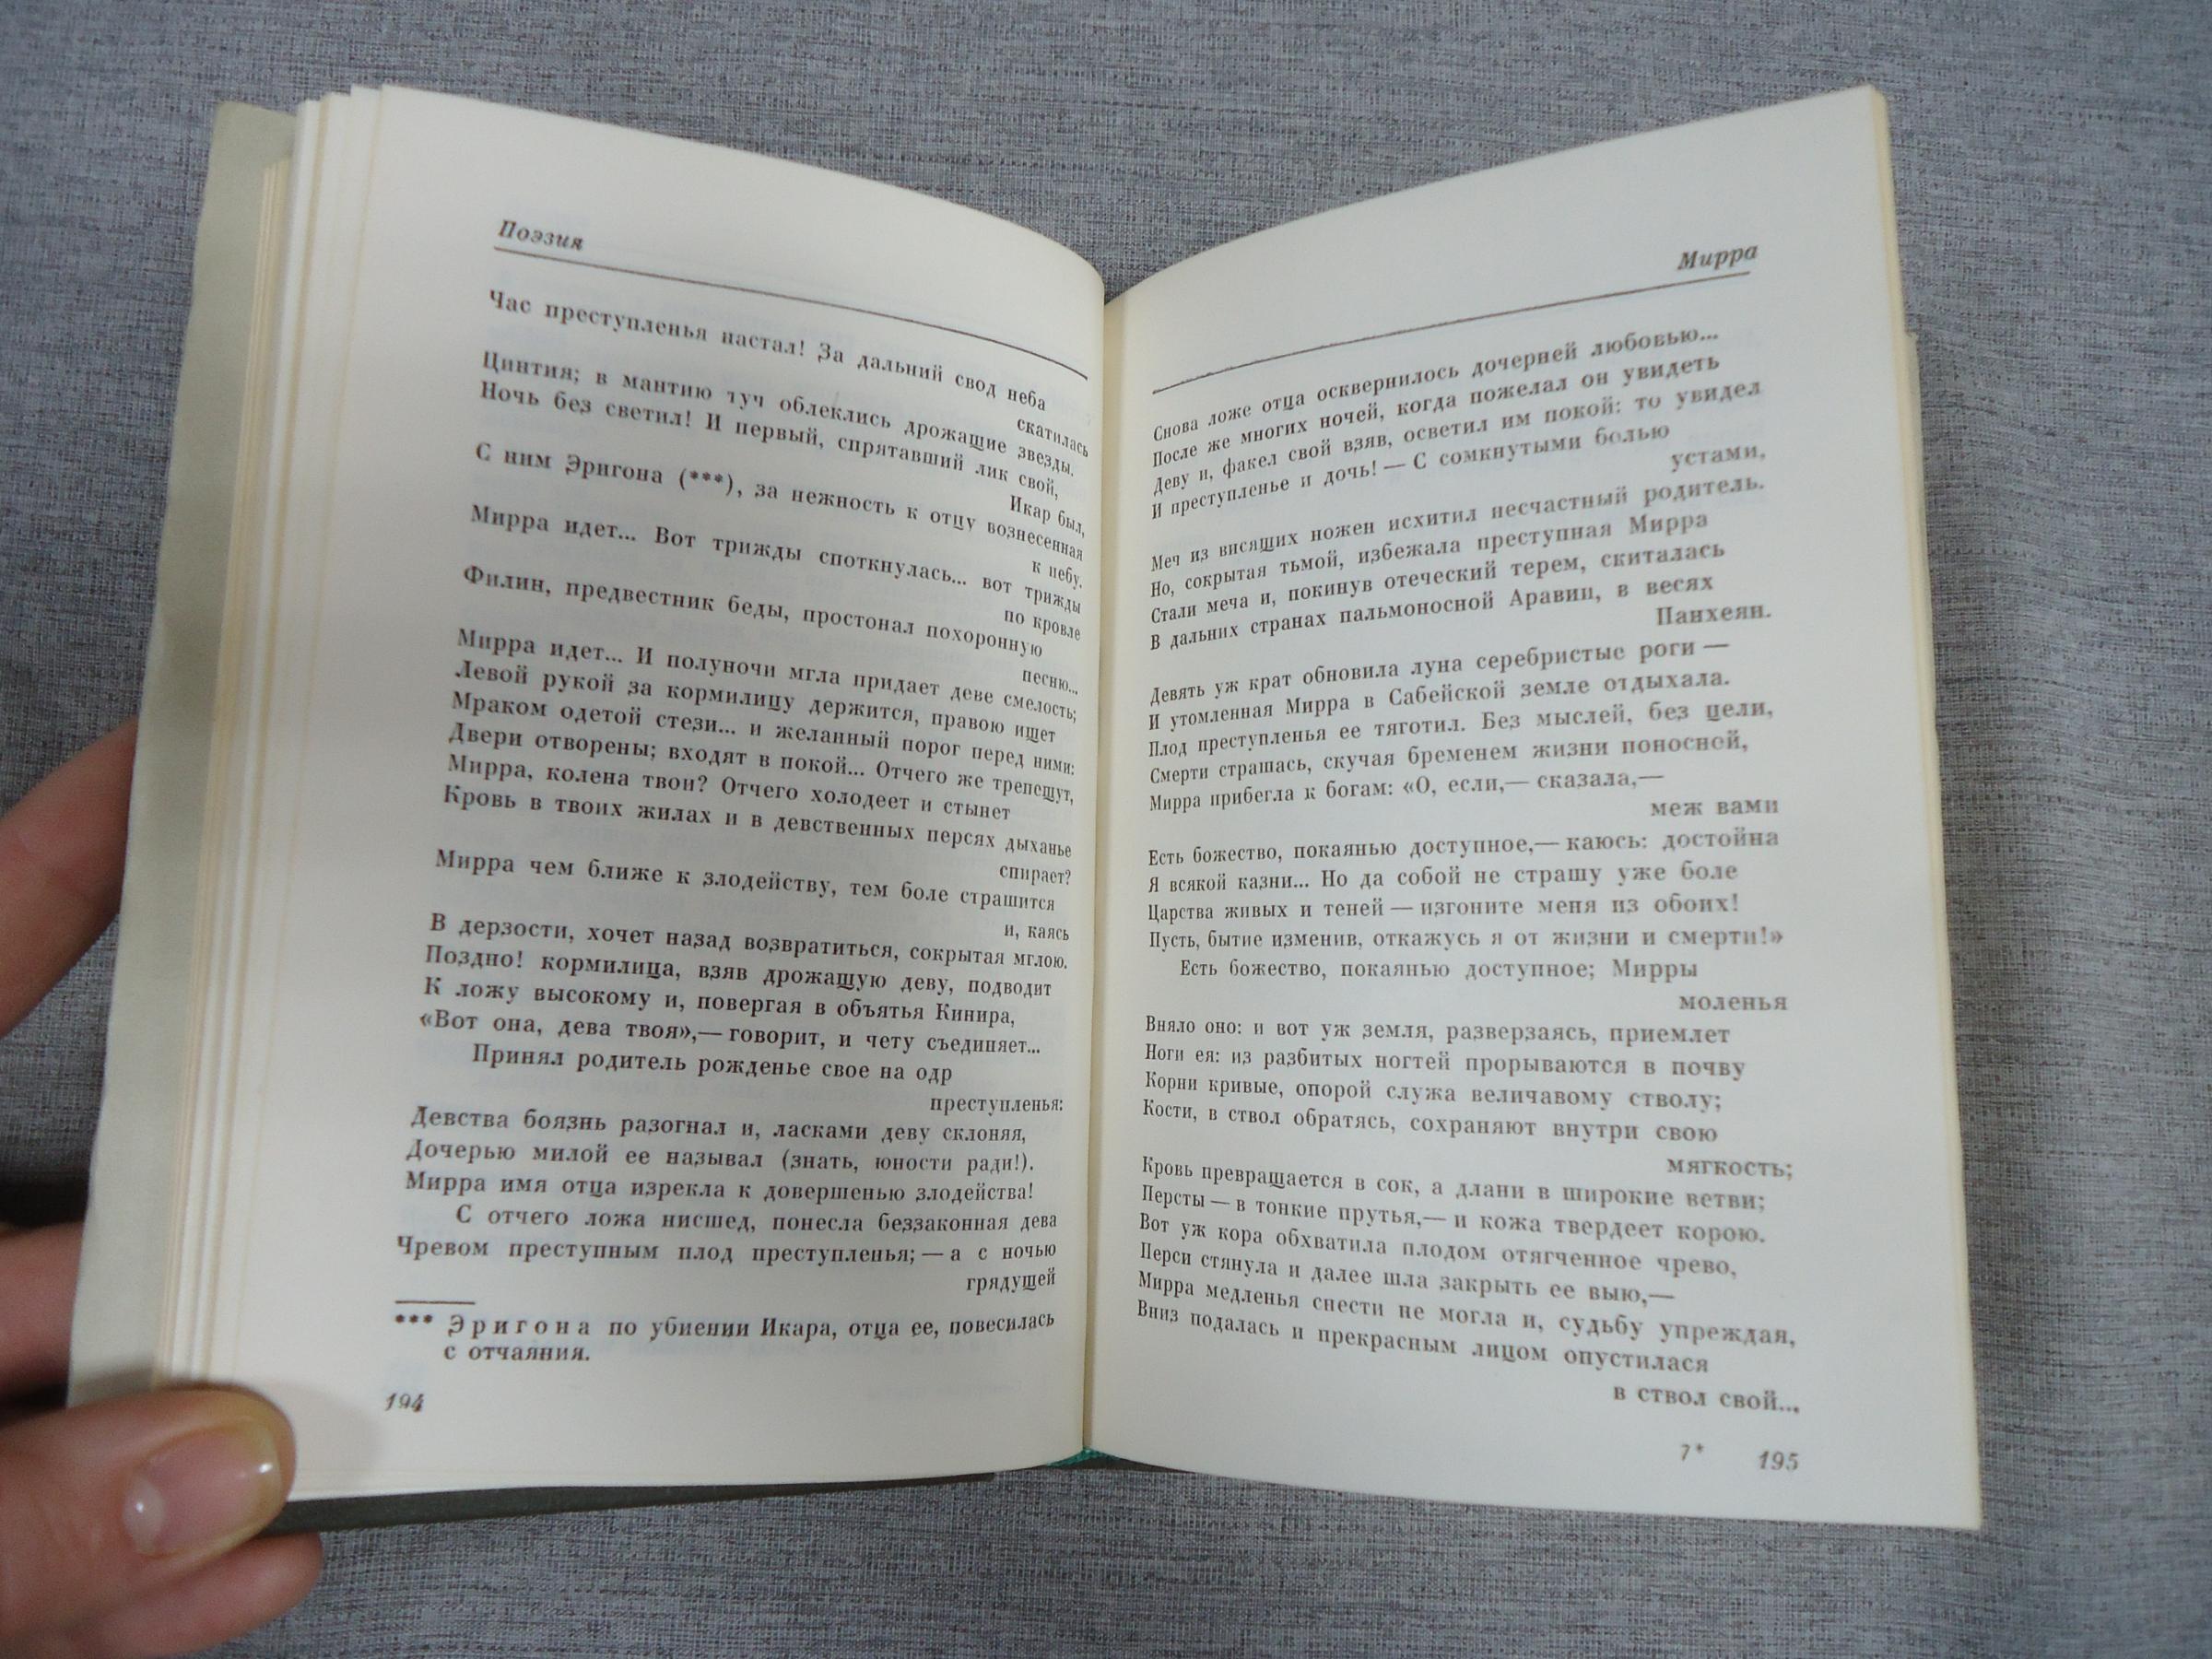 Поэзия
Час преступленья настал! За дальний свод неба
скатилась
Цинтия; в мантию туч облеклись дрожащие звезды.
Ночь без светил! И первый, спрятавший лик свой,
Икар был,
С ним Эригона (***), за нежность к отцу вознесенная
к небу.
Мирра идет... Вот трижды споткнулась... вот трижды
по кровле
Филин, предвестник беды, простонал похоронную
песню...
Мирра идет... И полуночи мгла придает деве смелость;
Левой рукой за кормилицу держится, правою ищет
Мраком одетой стези... и желанный порог перед ними:
Двери отворены; входят в покой... Отчего же трепещут,
Мирра, колена твои? Отчего холодеет и стынет
Кровь в твоих жилах и в девственных персях дыханье
спирает?
Мирра чем ближе к злодейству, тем боле страшится
и, каясь
В дерзости, хочет назад возвратиться, сокрытая мглою.
Поздно! кормилица, взяв дрожащую деву, подводит
К ложу высокому и, повергая в объятья Кинира,
«Вот она, дева твоя»,— говорит, и чету съединяет...
Принял родитель рожденье свое на одр
преступленья:
Девства боязнь разогнал и, ласками деву склоняя,
Дочерью милой ее называл (знать, юности ради!).
Мирра имя отца изрекла к довершенью злодейства!
С отчего ложа нисшед, понесла беззаконная дева
Чревом преступным плод преступленья; — а с ночью
грядущей
*** Эригона по убиении Икара, отца ее, повесилась
с отчаяния.
194
Мирра
Снова ложе отца осквернилось дочерней любовью...
После же многих ночей, когда пожелал он увидеть
Деву и, факел свой взяв, осветил им покой: то увидел
И преступленье и дочь! — С сомкнутыми болью
устами,
Меч из висящих ножен исхитил несчастный родитель.
Но, сокрытая тьмой, избежала преступная Мирра
Стали меча и, покинув отеческий терем, скиталась
В дальних странах пальмоносной Аравии, в весях
Панхеян.
Девять уж крат обновила луна серебристые роги —
И утомленная Мирра в Сабейской земле отдыхала.
Плод преступленья ее тяготил. Без мыслей, без цели,
Смерти страшась, скучая бременем жизни поносной,
Мирра прибегла к богам: «О, если,— сказала,—
меж вами
Есть божество, покаянью доступное,— каюсь: достойна
Я всякой казни... Но да собой не страшу уже боле
Царства живых и теней — изгоните меня из обоих!
Пусть, бытие изменив, откажусь я от жизни и смерти!»
Есть божество, покаянью доступное; Мирры
моленья
Вняло оно: и вот уж земля, разверзаясь, приемлет
Ноги ея: из разбитых ногтей прорываются в почву
Корни кривые, опорой служа величавому стволу;
Кости, в ствол обратясь, сохраняют внутри свою
мягкость;
Кровь превращается в сок, а длани в широкие ветви;
Персты — в тонкие прутья,— и кожа твердеет корою.
Вот уж кора обхватила плодом отягченное чрево,
Перси стянула и далее шла закрыть ее выю,—
Мирра медленья снести не могла и, судьбу упреждая,
Вниз подалась и прекрасным лицом опустилася
в ствол свой...
7* 195